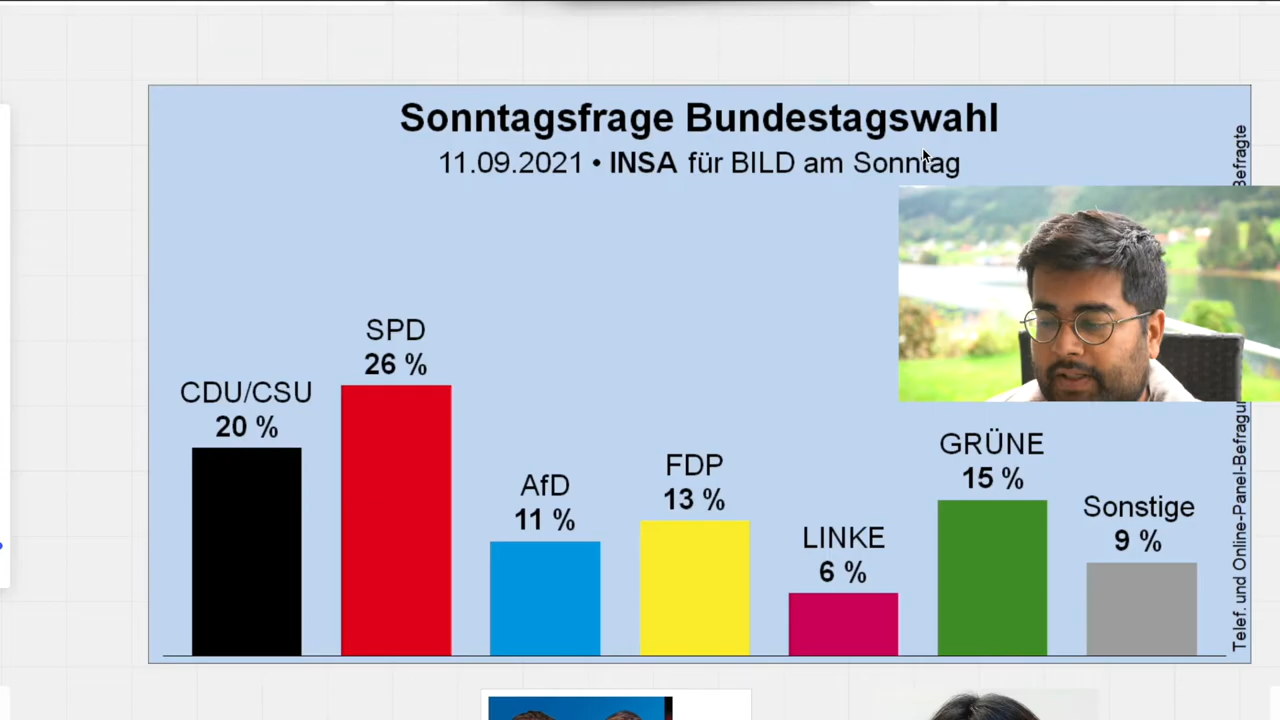 Sonntagsfrage Bundestagswahl
11.09.2021 • INSA für BILD am Sonntag
CDU/CSU
20 %
SPD
26 %
AfD
11 %
FDP
13 %
LINKE
6 %
GRÜNE
15 %
Sonstige
9 %
Telef. und Online-Panel-Befragun
Befragte